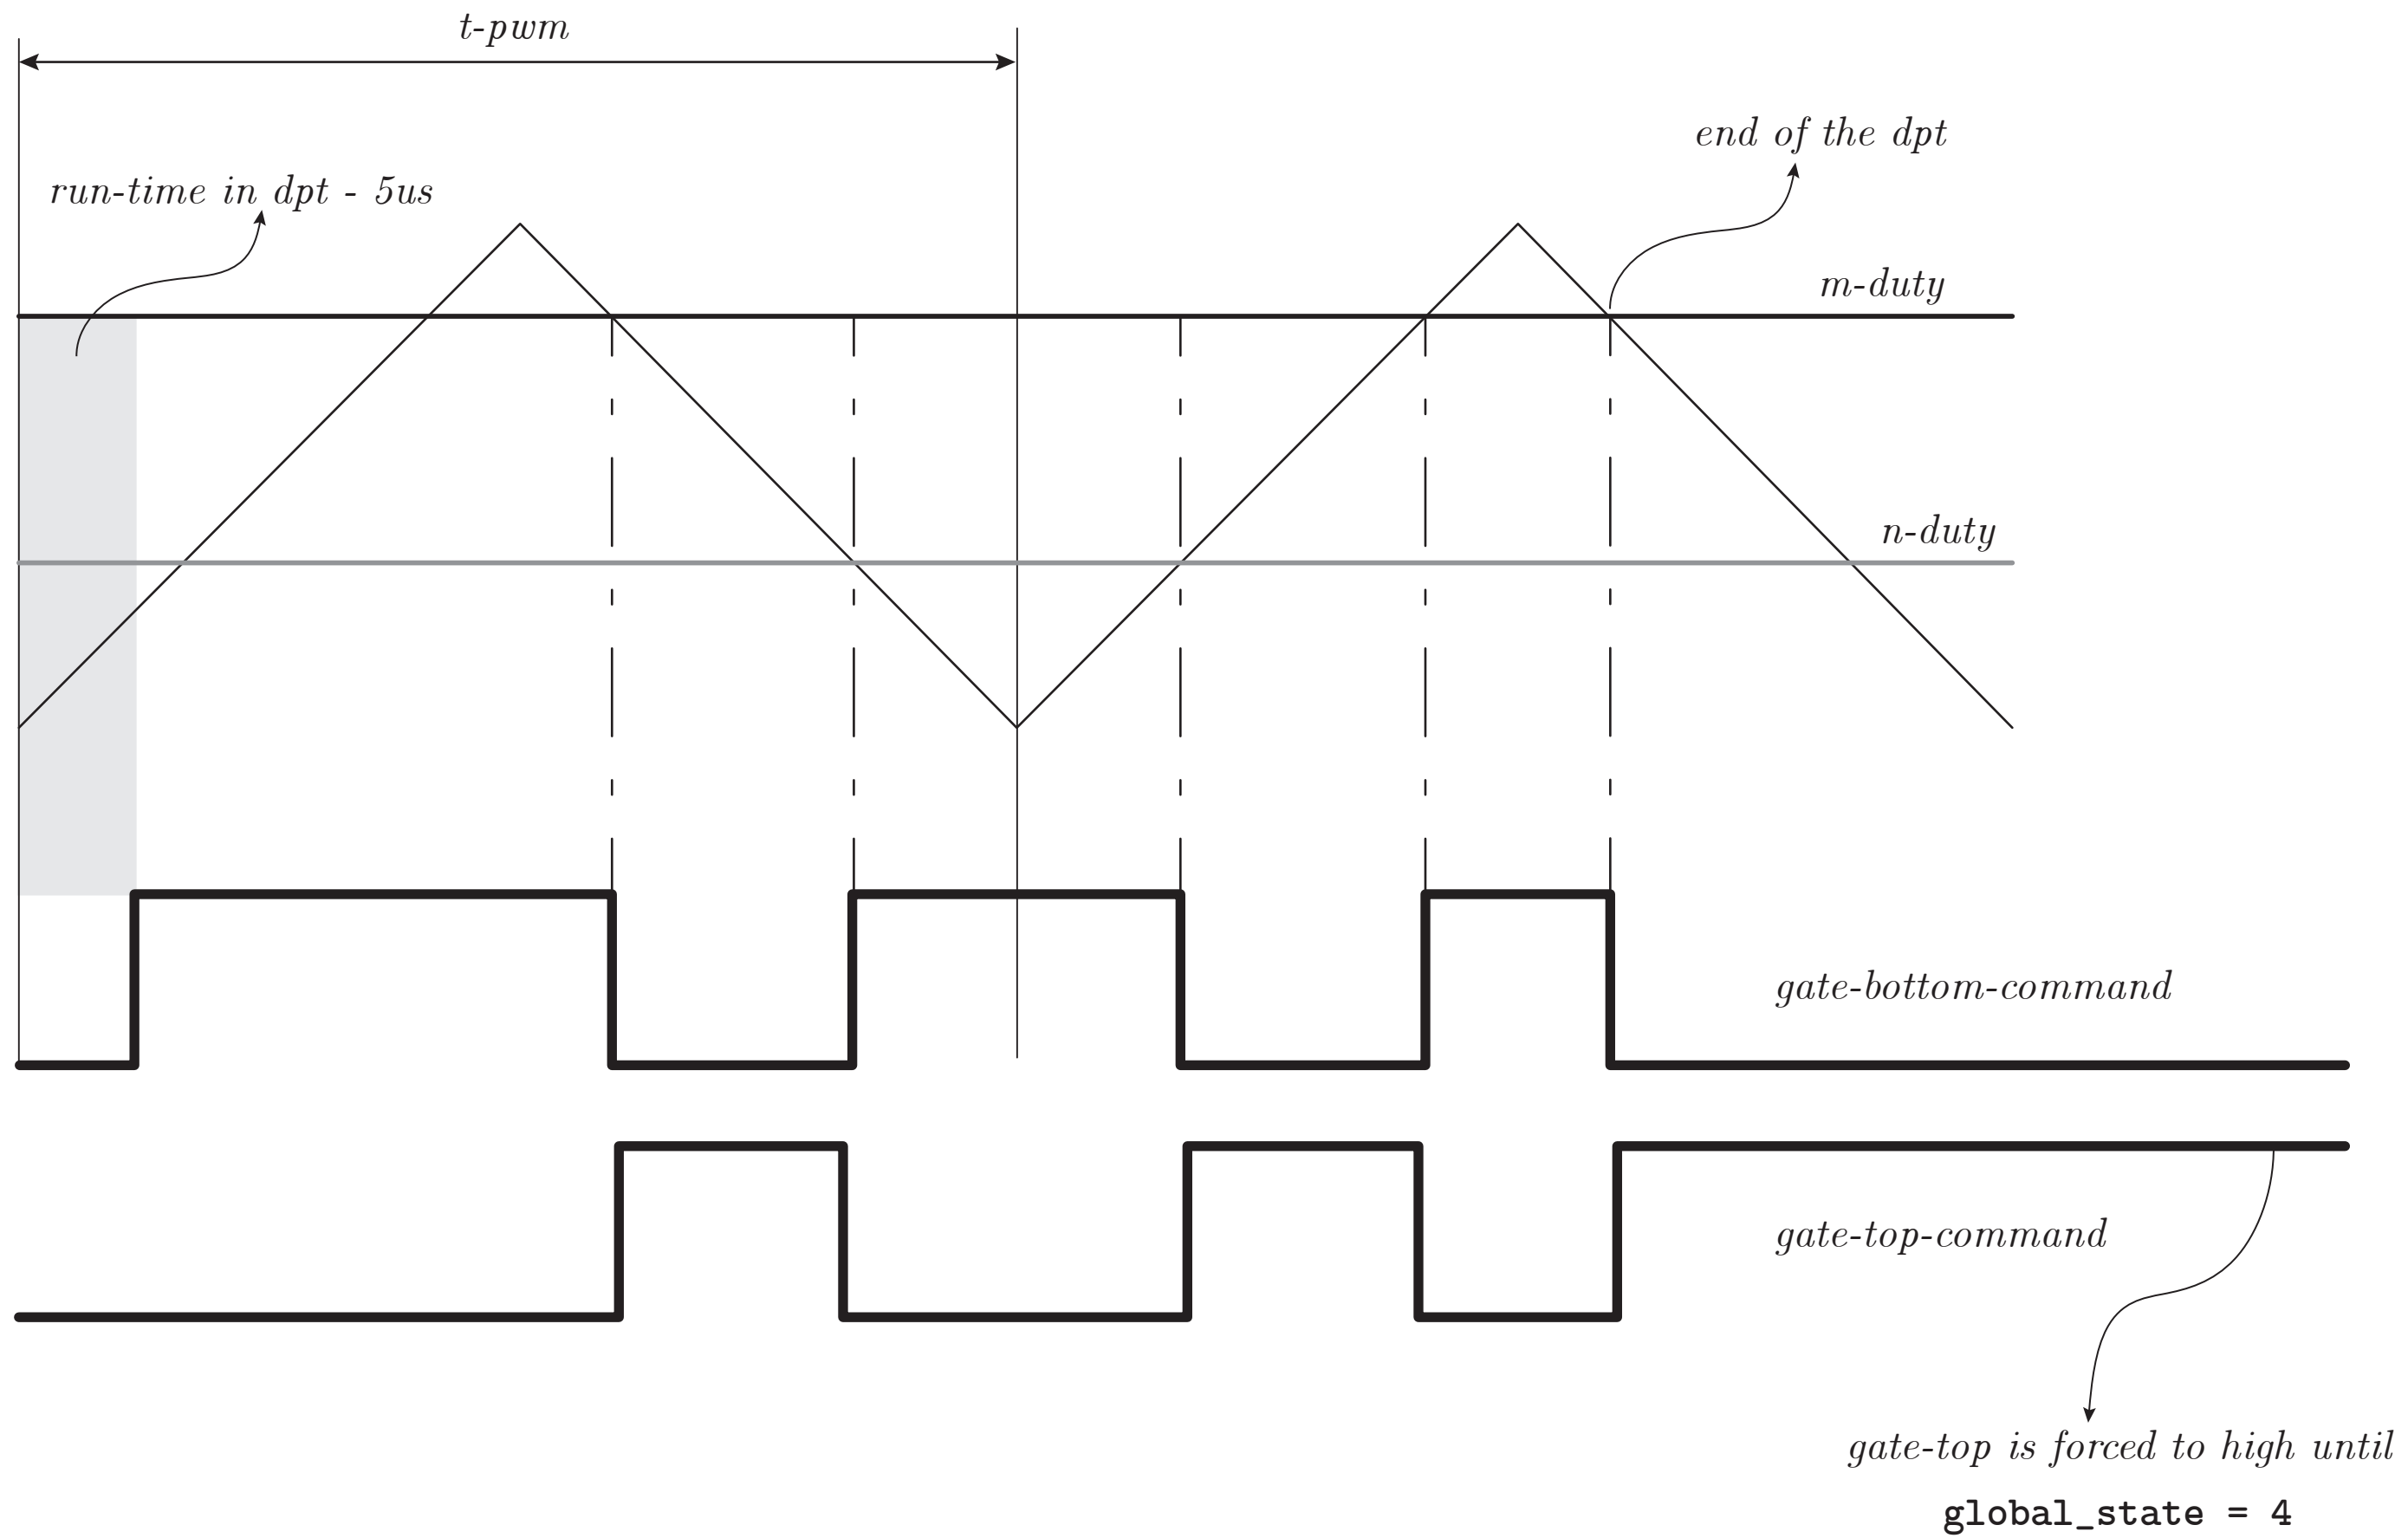 t-pwm
end of the dpt
run-time in dpt - 5us
m-duty
n-duty
gate-bottom-command
gate-top-command
gate-top is forced to high until
global_state = 4